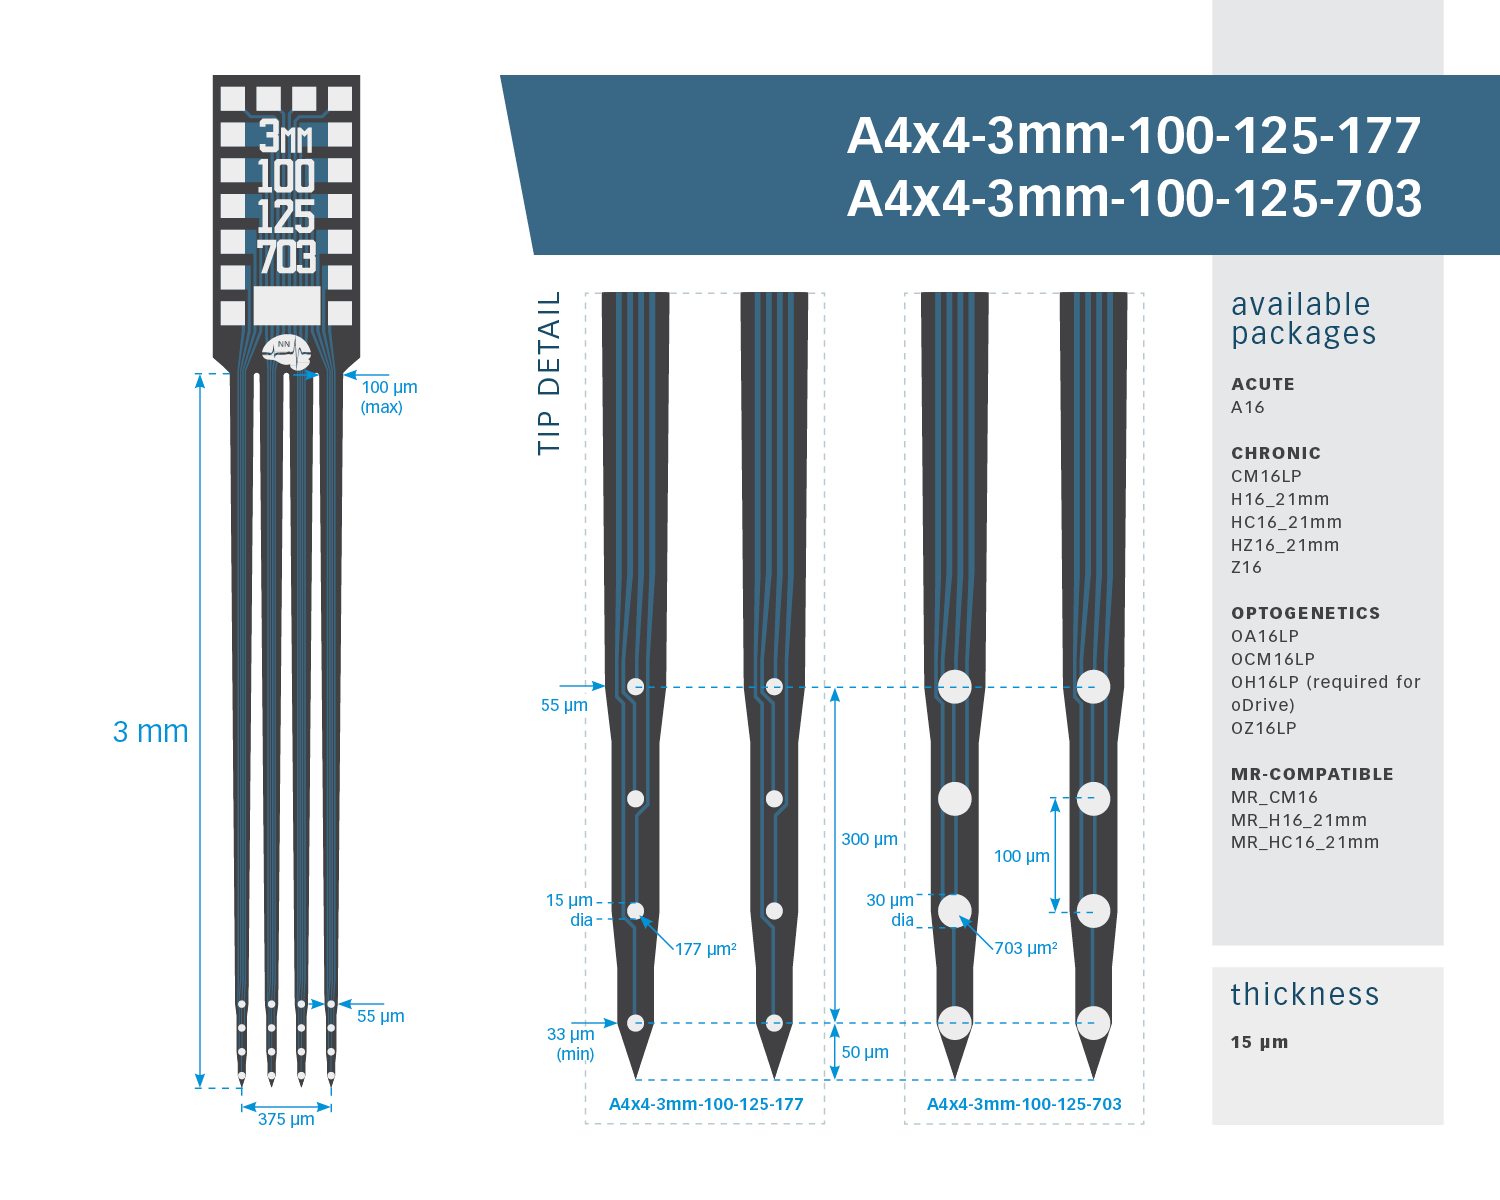 A4x4-3mm-100-125-177
A4x4-3mm-100-125-703
3MM
100
125
703
NN
100 µm
(max)
3 mm
55 µm
375 µm
TIP DETAIL
55 µm
15 µm
dia
177 µm²
33 µm
(min)
300 µm
50 µm
30 µm
dia
703 µm²
100 µm
A4x4-3mm-100-125-177
A4x4-3mm-100-125-703
available
packages
ACUTE
A16
CHRONIC
CM16LP
H16_21mm
HC16_21mm
HZ16_21mm
Z16
OPTOGENETICS
OA16LP
OCM16LP
OH16LP (required for
oDrive)
OZ16LP
MR-COMPATIBLE
MR_CM16
MR_H16_21mm
MR_HC16_21mm
thickness
15 µm